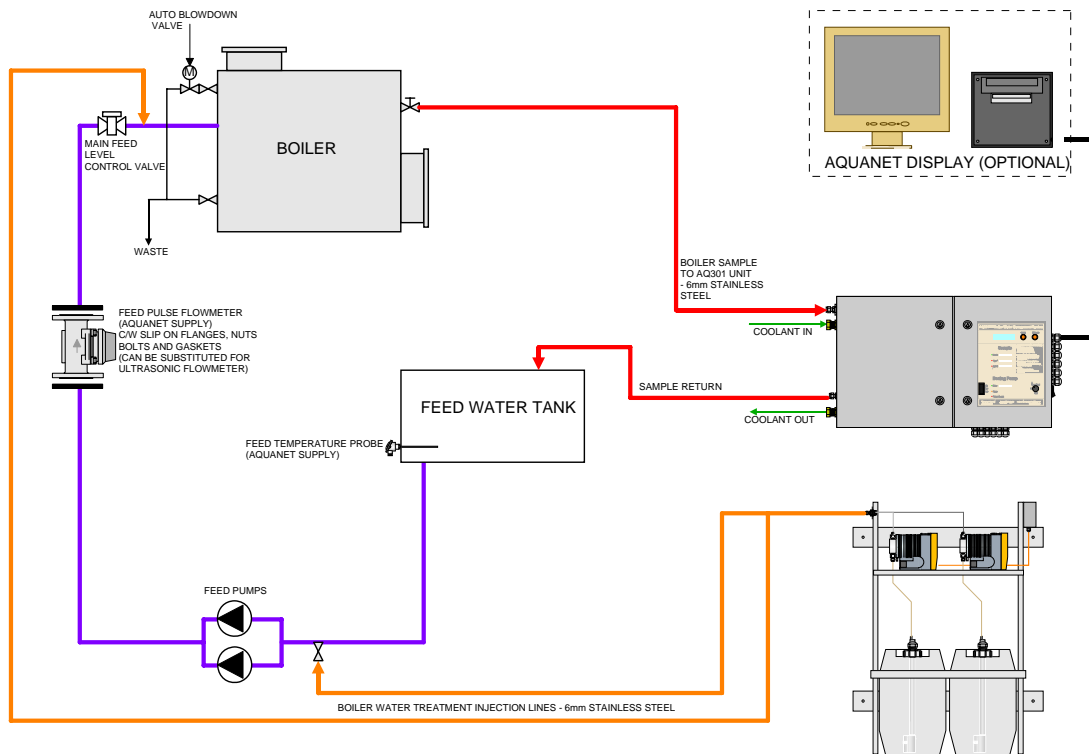 AUTO BLOWDOWN
VALVE
M
MAIN FEED
LEVEL
CONTROL VALVE
BOILER
WASTE
AQUANET DISPLAY (OPTIONAL)
BOILER SAMPLE
TO AQ301 UNIT
- 6mm STAINLESS
STEEL
COOLANT IN
FEED PULSE FLOWMETER
(AQUANET SUPPLY)
C/W SLIP ON FLANGES, NUTS
BOLTS AND GASKETS
(CAN BE SUBSTITUTED FOR
ULTRASONIC FLOWMETER)
SAMPLE RETURN
COOLANT OUT
FEED WATER TANK
FEED TEMPERATURE PROBE
(AQUANET SUPPLY)
FEED PUMPS
BOILER WATER TREATMENT INJECTION LINES - 6mm STAINLESS STEEL